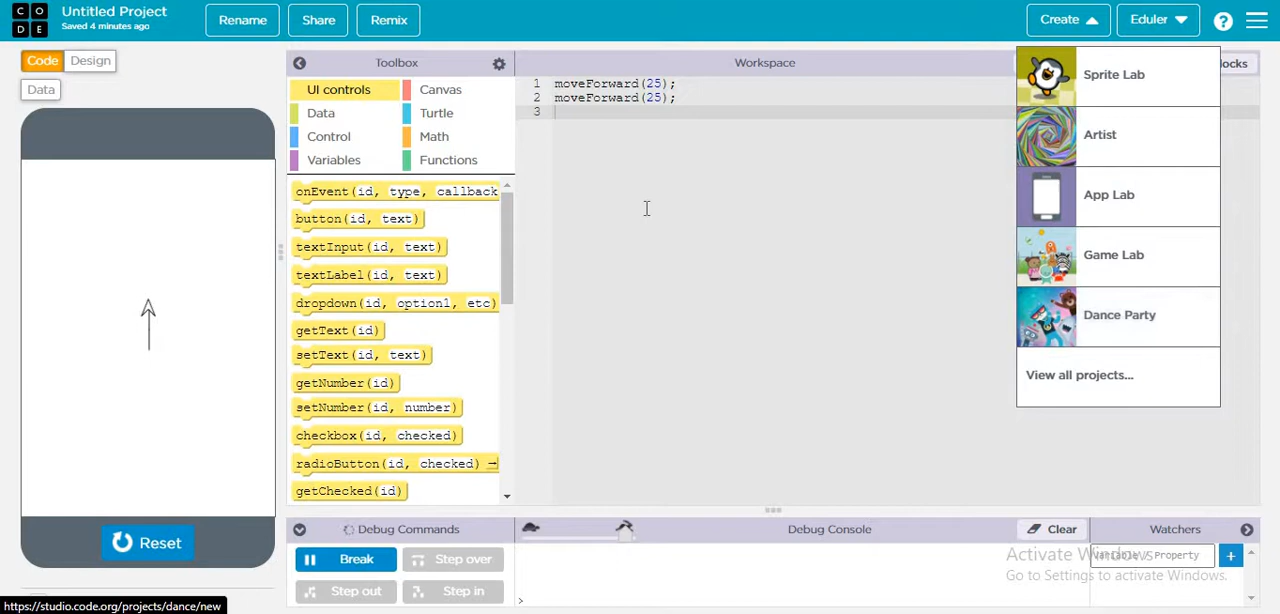 CO
DE
Untitled Project
Saved 4 minutes ago
Rename
Share
Remix
Create
Eduler
?
Code
Design
Data
Toolbox
Workspace
locks
UI controls
Canvas
Data
Turtle
Control
Math
Variables
Functions
onEvent(id, type, callback
button(id, text)
textInput(id, text)
textLabel(id, text)
dropdown(id, option1, etc)
getText(id)
setText(id, text)
getNumber(id)
setNumber(id, number)
checkbox(id, checked)
radioButton(id, checked)
getChecked(id)
1 moveForward(25);
2 moveForward(25);
3
Sprite Lab
Artist
App Lab
Game Lab
Dance Party
View all projects...
Reset
Debug Commands
Debug Console
Clear
Watchers
Break
Step over
Step out
Step in
Variable / Property
+
>
Activate Windows
Go to Settings to activate Windows.
https://studio.code.org/projects/dance/new